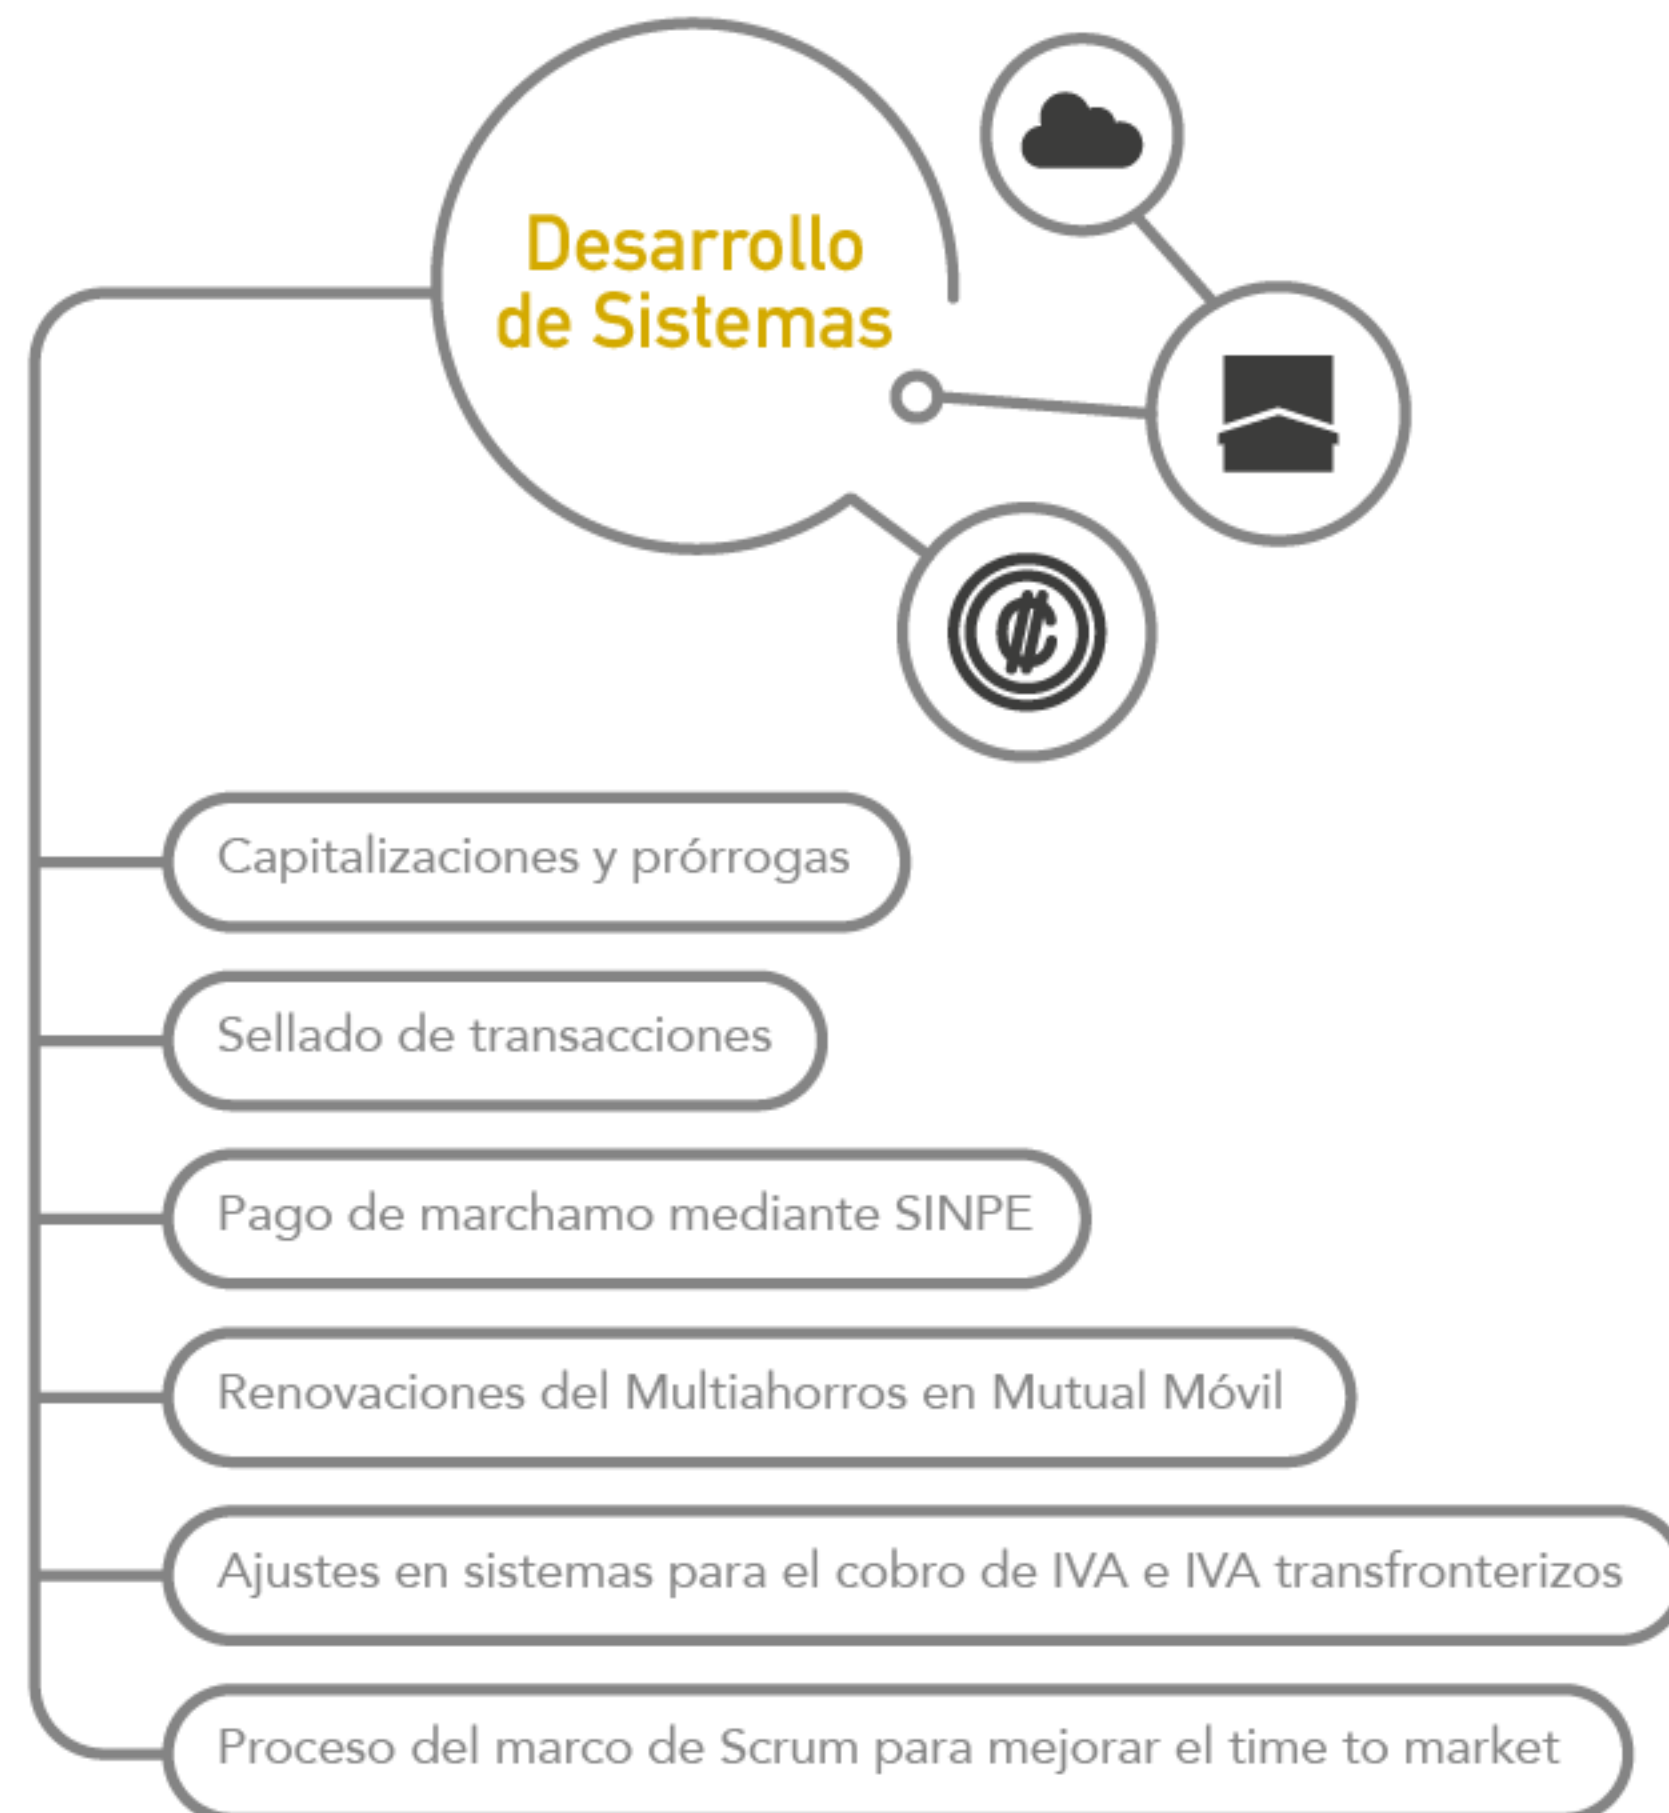 Desarrollo
de Sistemas
₡
Capitalizaciones y prórrogas
Sellado de transacciones
Pago de marchamo mediante SINPE
Renovaciones del Multiahorros en Mutual Móvil
Ajustes en sistemas para el cobro de IVA e IVA transfronterizos
Proceso del marco de Scrum para mejorar el time to market